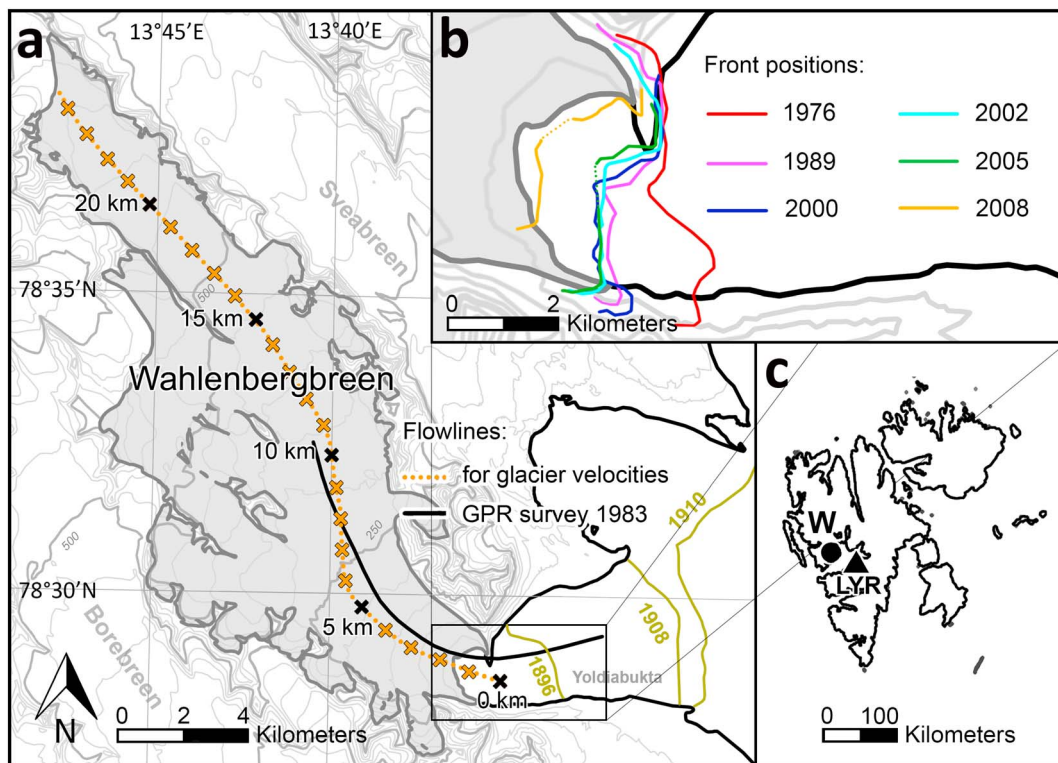 a
13°45'E
13°40'E
20 km
Sveabreen
78°35'N
500
15 km
Wahlenbergbreen
Flowlines:
10 km
for glacier velocities
GPR survey 1983
1910
250
500
78°30'N
5 km
1908
Borebreen
1896
Yoldiabukta
0 km
N
0 2 4
Kilometers
b
Front positions:
1976
2002
1989
2005
2000
2008
0 2
Kilometers
c
W
LYR
0 100
Kilometers